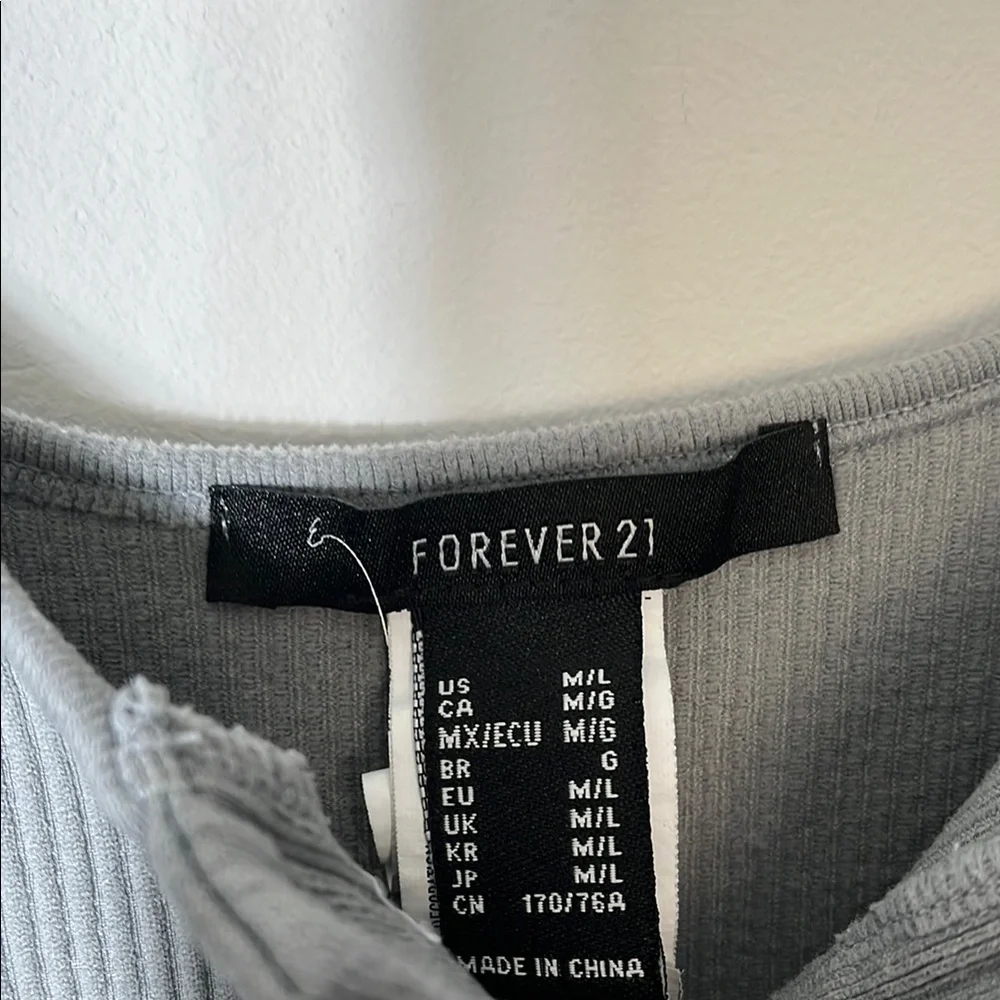 FOREVER 21
US M/L
CA M/G
MX/ECU M/G
BR G
EU M/L
UK M/L
KR M/L
JP M/L
CN 170/76A
MADE IN CHINA